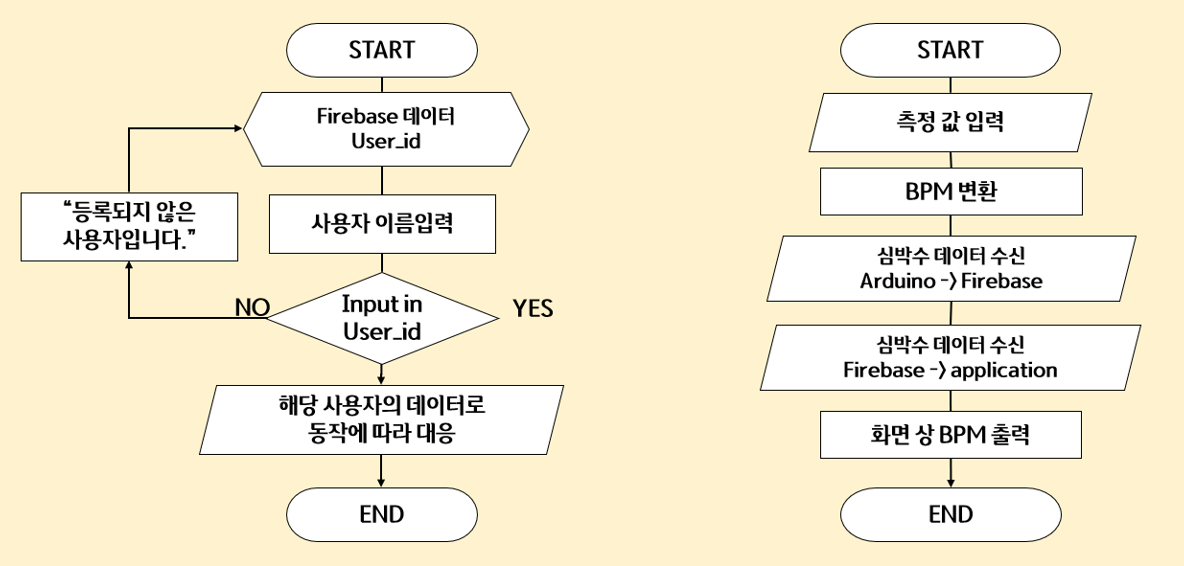 START
Firebase 데이터
User_id
"등록되지 않은
사용자입니다."
사용자 이름입력
NO
Input in
User_id
YES
해당 사용자의 데이터로
동작에 따라 대응
END
START
측정 값 입력
BPM 변환
심박수 데이터 수신
Arduino -> Firebase
심박수 데이터 수신
Firebase -> application
화면 상 BPM 출력
END